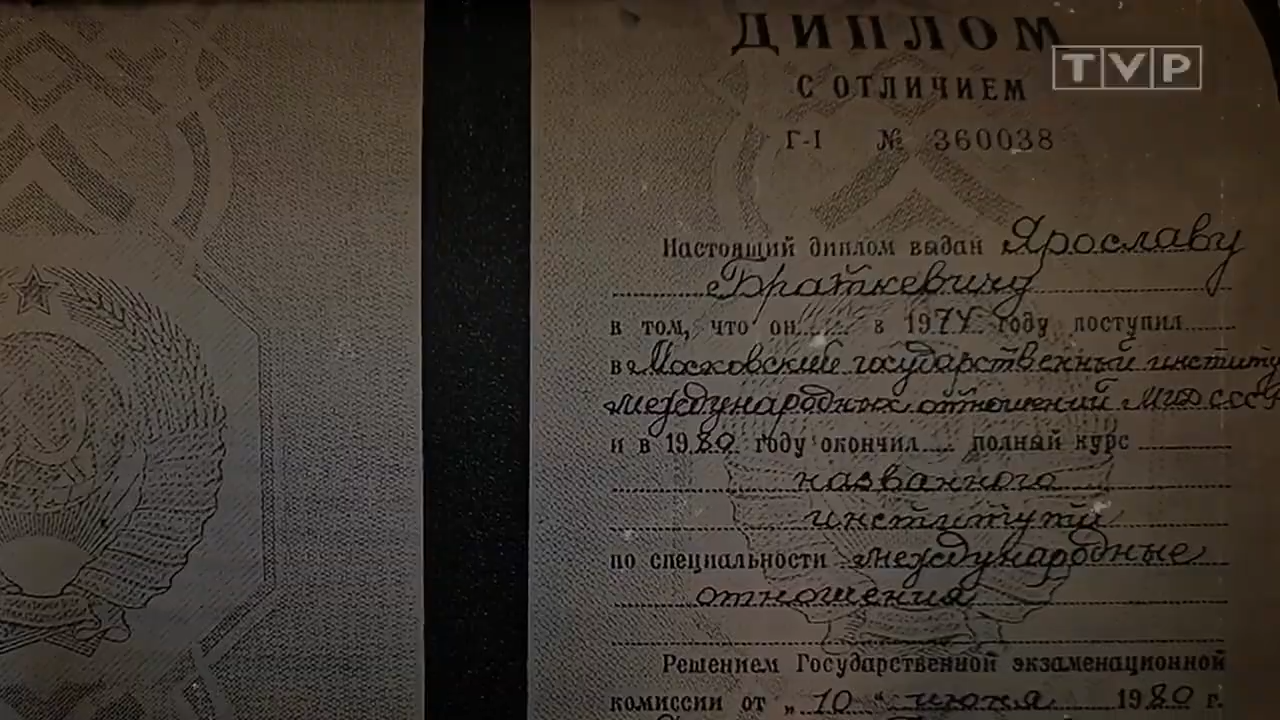 ДИПЛОМ
TVP
С ОТЛИЧИЕМ
Г-I № 360038
Настоящий диплом выдан Ярославу
Браткевичу
в том, что он в 1974 году поступил
в Московский государственный институт
международных отношений МИД СССР
и в 1980 году окончил полный курс
названного
института
по специальности международные
отношения
Решением Государственной экзаменационной
комиссии от „10" июня 1980 г.